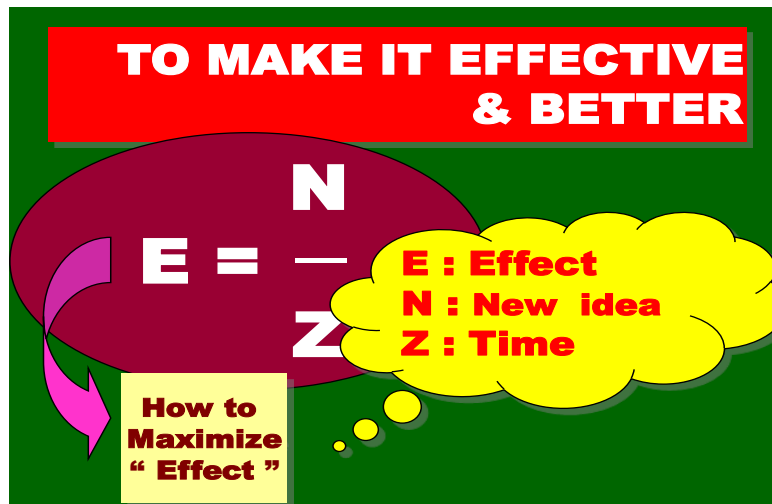 TO MAKE IT EFFECTIVE
& BETTER
N
E = —
Z
E : Effect
N : New idea
Z : Time
How to
Maximize
“ Effect ”